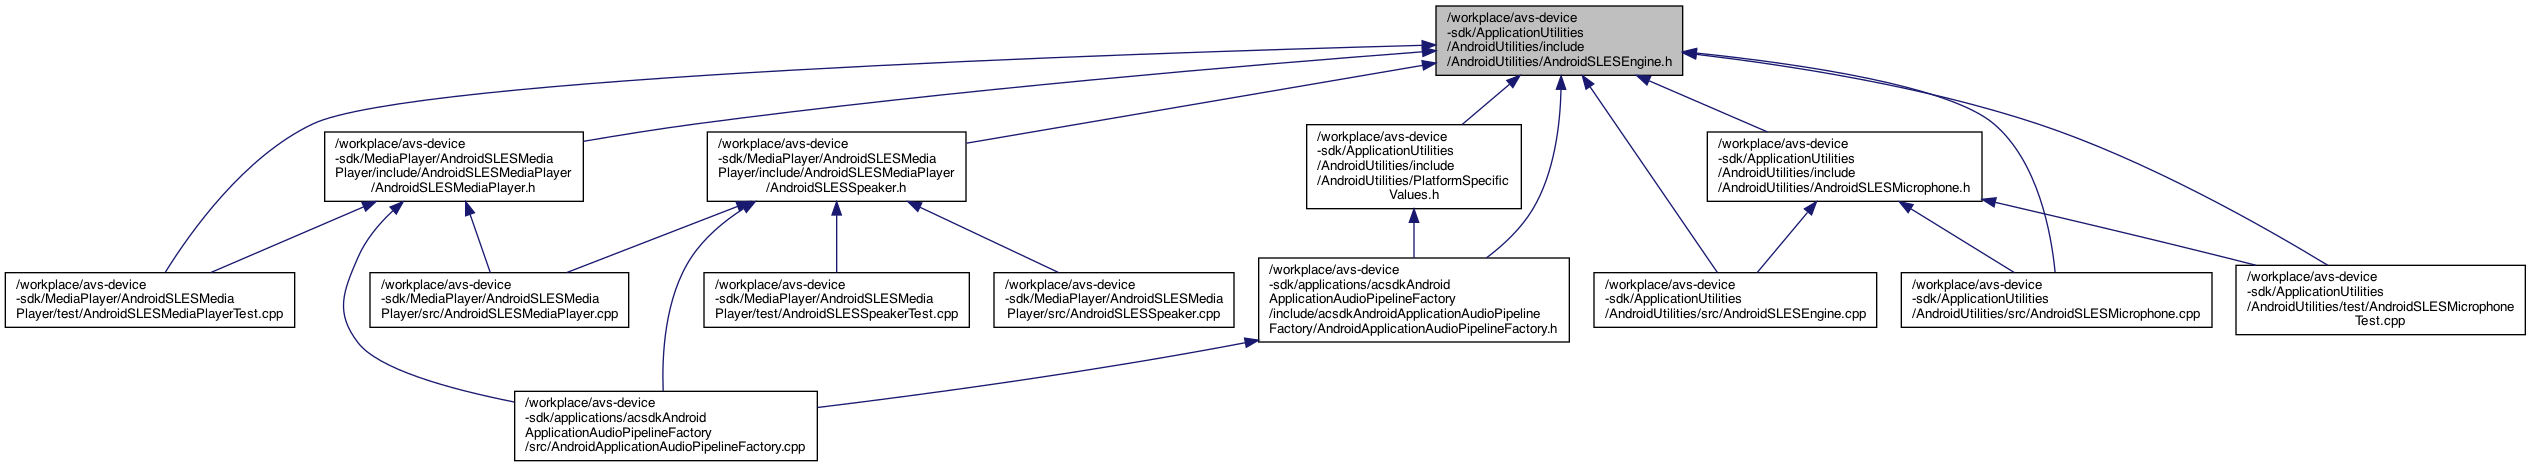 /workplace/avs-device
-sdk/ApplicationUtilities
/AndroidUtilities/include
/AndroidUtilities/AndroidSLESEngine.h
/workplace/avs-device
-sdk/MediaPlayer/AndroidSLESMedia
Player/include/AndroidSLESMediaPlayer
/AndroidSLESMediaPlayer.h
/workplace/avs-device
-sdk/MediaPlayer/AndroidSLESMedia
Player/include/AndroidSLESMediaPlayer
/AndroidSLESSpeaker.h
/workplace/avs-device
-sdk/ApplicationUtilities
/AndroidUtilities/include
/AndroidUtilities/PlatformSpecific
Values.h
/workplace/avs-device
-sdk/ApplicationUtilities
/AndroidUtilities/include
/AndroidUtilities/AndroidSLESMicrophone.h
/workplace/avs-device
-sdk/MediaPlayer/AndroidSLESMedia
Player/test/AndroidSLESMediaPlayerTest.cpp
/workplace/avs-device
-sdk/MediaPlayer/AndroidSLESMedia
Player/src/AndroidSLESMediaPlayer.cpp
/workplace/avs-device
-sdk/MediaPlayer/AndroidSLESMedia
Player/test/AndroidSLESSpeakerTest.cpp
/workplace/avs-device
-sdk/MediaPlayer/AndroidSLESMedia
Player/src/AndroidSLESSpeaker.cpp
/workplace/avs-device
-sdk/applications/acsdkAndroid
ApplicationAudioPipelineFactory
/include/acsdkAndroidApplicationAudioPipeline
Factory/AndroidApplicationAudioPipelineFactory.h
/workplace/avs-device
-sdk/ApplicationUtilities
/AndroidUtilities/src/AndroidSLESEngine.cpp
/workplace/avs-device
-sdk/ApplicationUtilities
/AndroidUtilities/src/AndroidSLESMicrophone.cpp
/workplace/avs-device
-sdk/ApplicationUtilities
/AndroidUtilities/test/AndroidSLESMicrophone
Test.cpp
/workplace/avs-device
-sdk/applications/acsdkAndroid
ApplicationAudioPipelineFactory
/src/AndroidApplicationAudioPipelineFactory.cpp